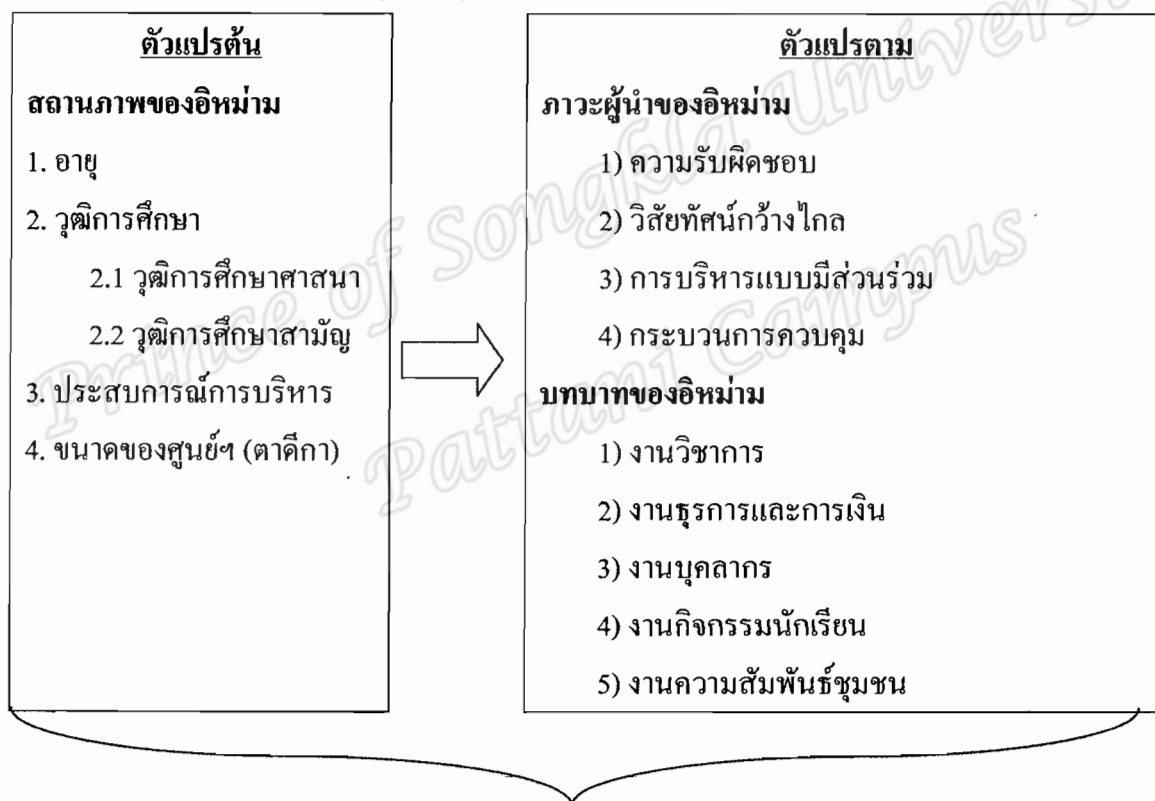 ตัวแปรต้น
สถานภาพของอิหม่าม
1. อายุ
2. วุฒิการศึกษา
2.1 วุฒิการศึกษาศาสนา
2.2 วุฒิการศึกษาสามัญ
3. ประสบการณ์การบริหาร
4. ขนาดของศูนย์ฯ (ตาดีกา)
ตัวแปรตาม
ภาวะผู้นำของอิหม่าม
1) ความรับผิดชอบ
2) วิสัยทัศน์กว้างไกล
3) การบริหารแบบมีส่วนร่วม
4) กระบวนการควบคุม
บทบาทของอิหม่าม
1) งานวิชาการ
2) งานธุรการและการเงิน
3) งานบุคลากร
4) งานกิจกรรมนักเรียน
5) งานความสัมพันธ์ชุมชน
Prince of Songkla
Pattani Campus